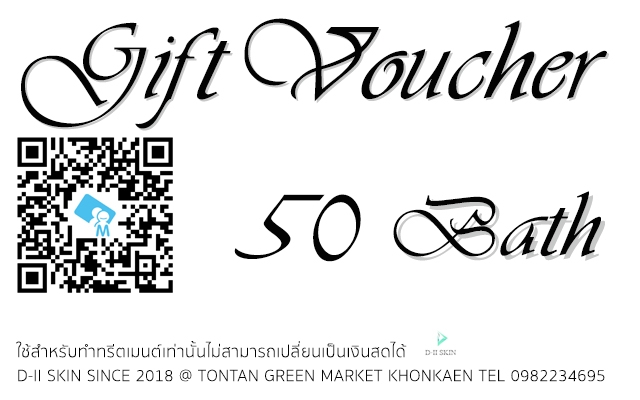 Gift Voucher
50 Bath
ใช้สำหรับทำทรีตเมนต์เท่านั้นไม่สามารถเปลี่ยนเป็นเงินสดได้
D-II SKIN
D-II SKIN SINCE 2018 @ TONTAN GREEN MARKET KHONKAEN TEL 0982234695
M